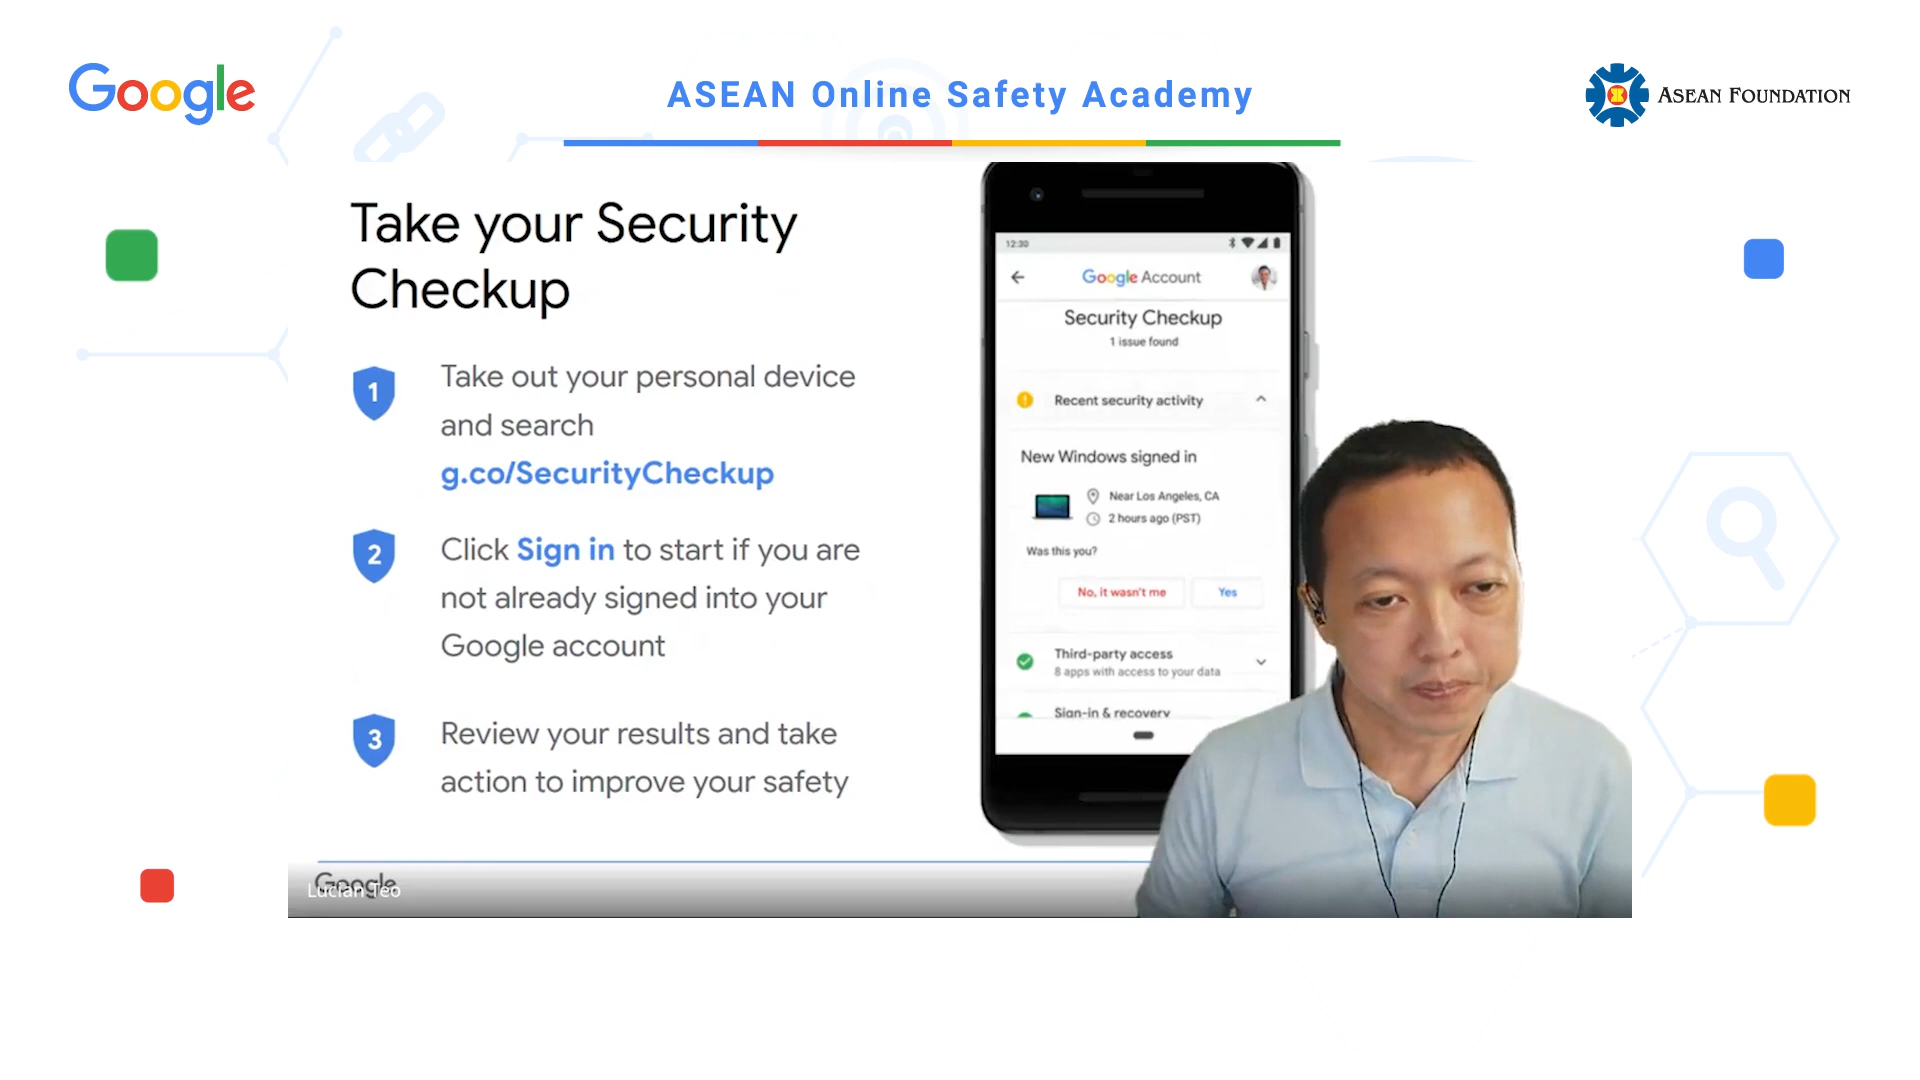 Google
ASEAN Online Safety Academy
ASEAN FOUNDATION
Take your Security
Checkup
1
Take out your personal device
and search
g.co/SecurityCheckup
2
Click Sign in to start if you are
not already signed into your
Google account
3
Review your results and take
action to improve your safety
12:30
Google Account
Security Checkup
1 issue found
Recent security activity
New Windows signed in
Near Los Angeles, CA
2 hours ago (PST)
Was this you?
No, it wasn't me
Yes
Third-party access
8 apps with access to your data
Sign-in & recovery
Google
Lucian Teo